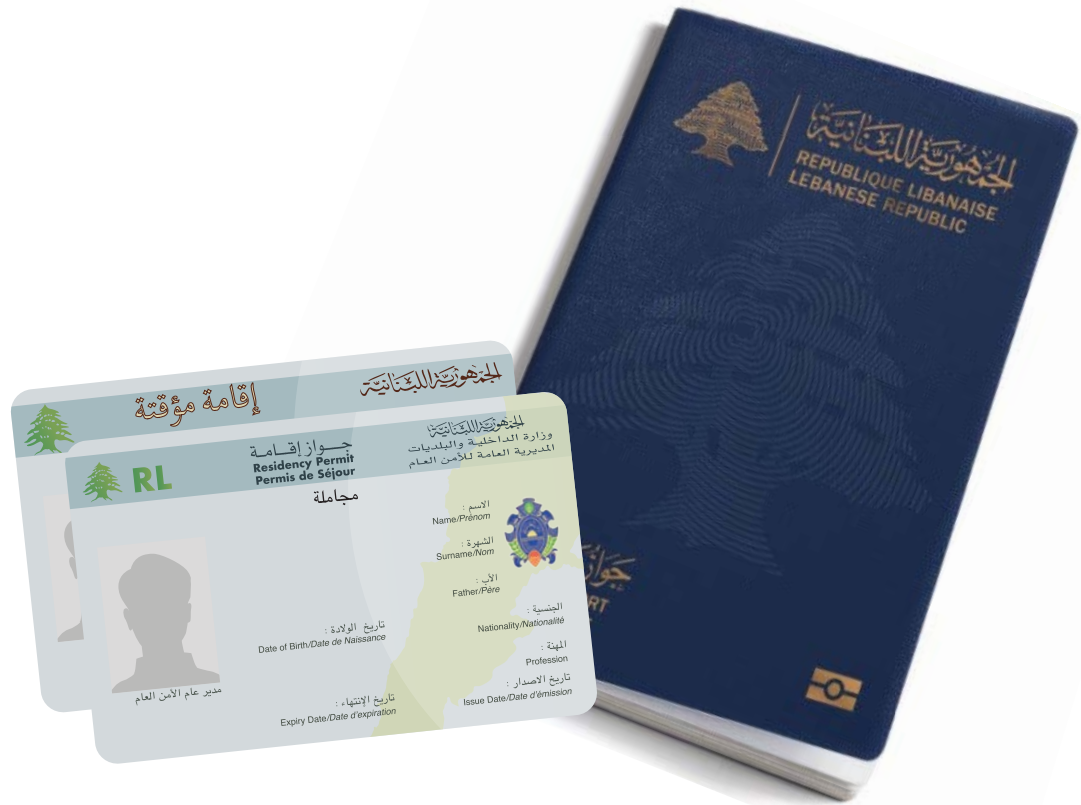 الجمهورية اللبنانية
REPUBLIQUE LIBANAISE
LEBANESE REPUBLIC
جواز
RT
الجمهورية اللبنانية
إقامة مؤقتة
الجمهورية اللبنانية
وزارة الداخلية والبلديات
المديرية العامة للأمن العام
جواز إقامة
Residency Permit
Permis de Séjour
RL
مجاملة
الاسم :
Name/Prénom
الشهرة :
Surname/Nom
الأب :
Father/Pére
الجنسية :
Nationality/Nationalité
تاريخ الولادة :
Date of Birth/Date de Naissance
المهنة :
Profession
تاريخ الاصدار :
Issue Date/Date d'émission
تاريخ الإنتهاء :
Expiry Date/Date d'expiration
مدير عام الأمن العام